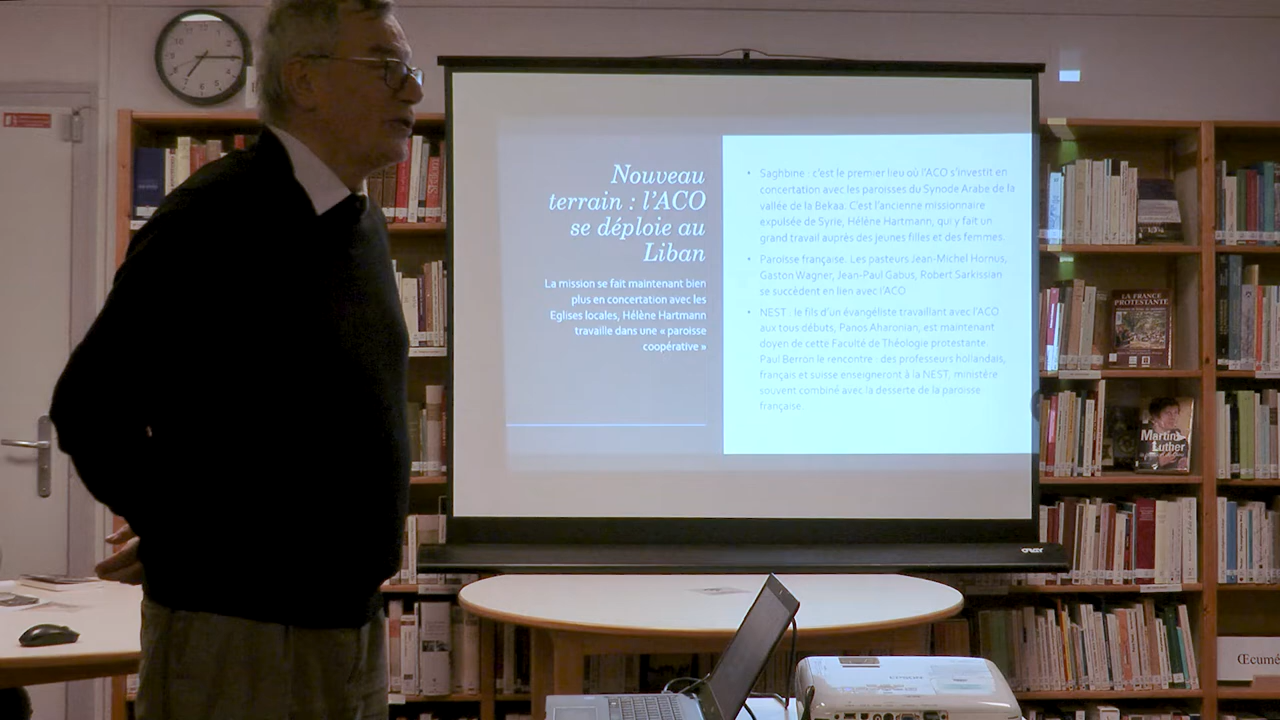 Nouveau
terrain : l'ACO
se déploie au
Liban
La mission se fait maintenant bien
plus en concertation avec les
Eglises locales, Hélène Hartmann
travaille dans une « paroisse
coopérative »
• Saghbine : c'est le premier lieu où l'ACO s'investit en
concertation avec les paroisses du Synode Arabe de la
vallée de la Bekaa. C'est l'ancienne missionnaire
expulsée de Syrie, Hélène Hartmann, qui y fait un
grand travail auprès des jeunes filles et des femmes.
• Paroisse française. Les pasteurs Jean-Michel Hornus,
Gaston Wagner, Jean-Paul Gabus, Robert Sarkissian
se succèdent en lien avec l'ACO
• NEST : le fils d'un évangéliste travaillant avec l'ACO
aux tous débuts, Panos Aharonian, est maintenant
doyen de cette Faculté de Théologie protestante.
Paul Berron le rencontre : des professeurs hollandais,
français et suisse enseigneront à la NEST, ministère
souvent combiné avec la desserte de la paroisse
française.
LA FRANCE
PROTESTANTE
Martin
Luther
Œcumé